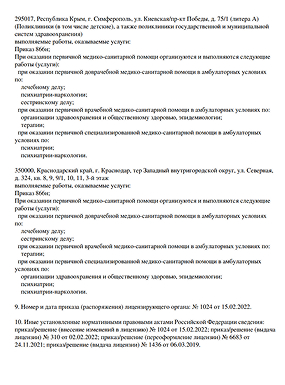 295017, Республика Крым, г. Симферополь, ул. Киевская/пр-кт Победы, д. 75/1 (литера А)
(Поликлиники (в том числе детские), а также поликлиники государственной и муниципальной
систем здравоохранения)
выполняемые работы, оказываемые услуги:
Приказ 866н;
При оказании первичной медико-санитарной помощи организуются и выполняются следующие
работы (услуги):
при оказании первичной доврачебной медико-санитарной помощи в амбулаторных условиях
по:
лечебному делу;
психиатрии-наркологии;
сестринскому делу;
при оказании первичной врачебной медико-санитарной помощи в амбулаторных условиях по:
организации здравоохранения и общественному здоровью, эпидемиологии;
терапии;
при оказании первичной специализированной медико-санитарной помощи в амбулаторных
условиях по:
психиатрии;
психиатрии-наркологии.
350000, Краснодарский край, г. Краснодар, тер Западный внутригородской округ, ул. Северная,
д. 324, кв. 8, 9, 9/1, 10, 11, 3-й этаж
выполняемые работы, оказываемые услуги:
Приказ 866н;
При оказании первичной медико-санитарной помощи организуются и выполняются следующие
работы (услуги):
при оказании первичной доврачебной медико-санитарной помощи в амбулаторных условиях
по:
лечебному делу;
сестринскому делу;
при оказании первичной врачебной медико-санитарной помощи в амбулаторных условиях по:
терапии;
при оказании первичной специализированной медико-санитарной помощи в амбулаторных
условиях по:
организации здравоохранения и общественному здоровью, эпидемиологии;
психиатрии;
психиатрии-наркологии.
9. Номер и дата приказа (распоряжения) лицензирующего органа: № 1024 от 15.02.2022.
10. Иные установленные нормативными правовыми актами Российской Федерации сведения:
приказ/решение (внесение изменений в лицензию) № 1024 от 15.02.2022; приказ/решение (выдача
лицензии) № 310 от 02.02.2022; приказ/решение (переоформление лицензии) № 6683 от
24.11.2021; приказ/решение (выдача лицензии) № 1436 от 06.03.2019.